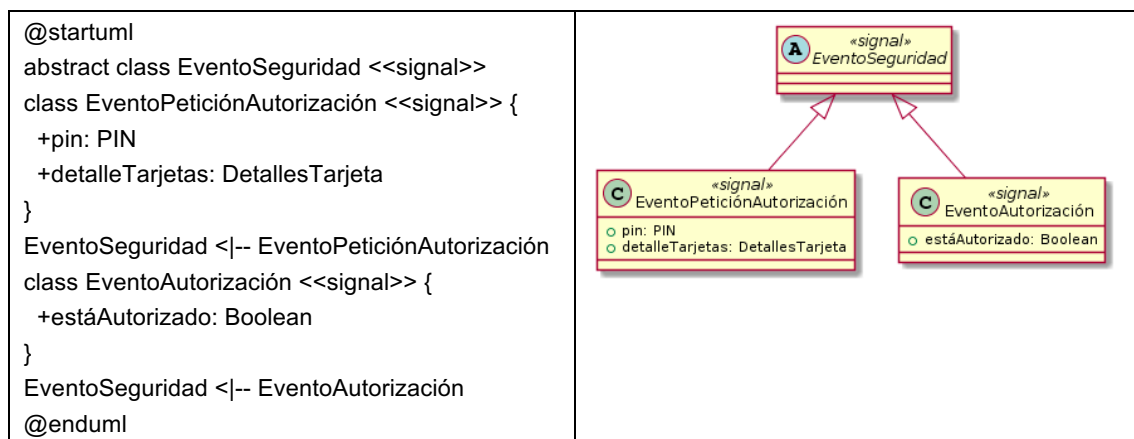 @startuml
abstract class EventoSeguridad <<signal>>
class EventoPeticiónAutorización <<signal>> {
+pin: PIN
+detalleTarjetas: DetallesTarjeta
}
EventoSeguridad <|-- EventoPeticiónAutorización
class EventoAutorización <<signal>> {
+estáAutorizado: Boolean
}
EventoSeguridad <|-- EventoAutorización
@enduml
A
«signal»
EventoSeguridad
C
«signal»
EventoPeticiónAutorización
pin: PIN
detalleTarjetas: DetallesTarjeta
C
«signal»
EventoAutorización
estáAutorizado: Boolean